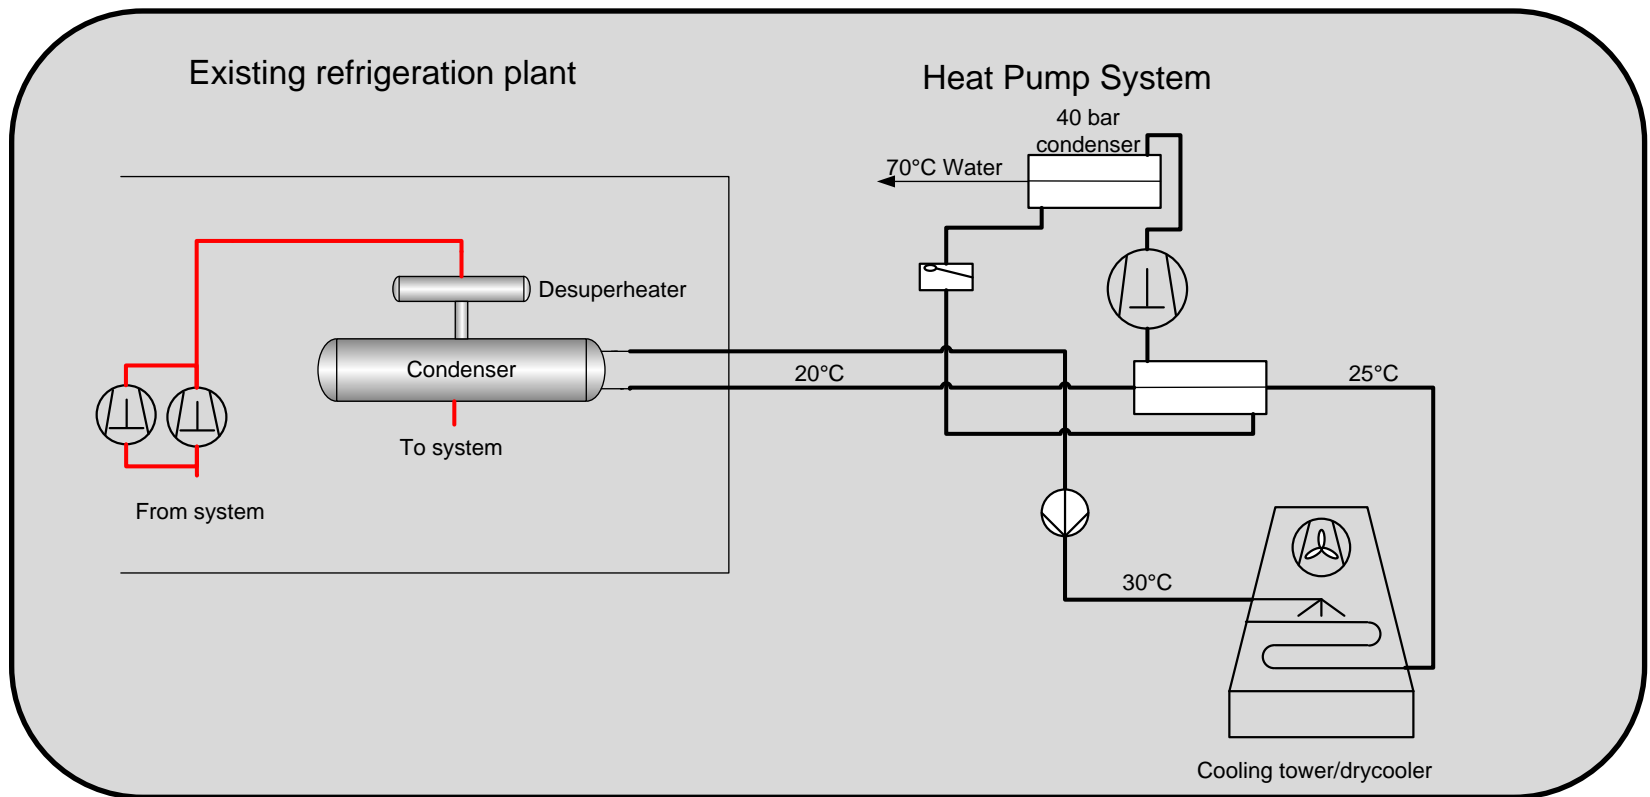 Existing refrigeration plant
Heat Pump System
40 bar
condenser
70°C Water
Desuperheater
Condenser
20°C
25°C
To system
From system
30°C
Cooling tower/drycooler